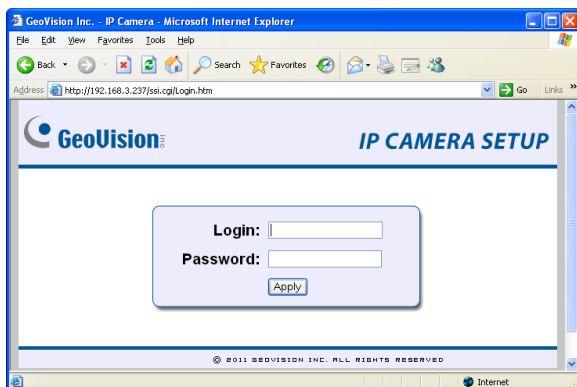 GeoVision Inc. - IP Camera - Microsoft Internet Explorer
File Edit View Favorites Tools Help
Back Search Favorites
Address http://192.168.3.237/ssi.cgi/Login.htm Go Links »
GeoVision Inc IP CAMERA SETUP
Login:
Password:
Apply
© 2011 GEOVISION INC. ALL RIGHTS RESERVED
Internet